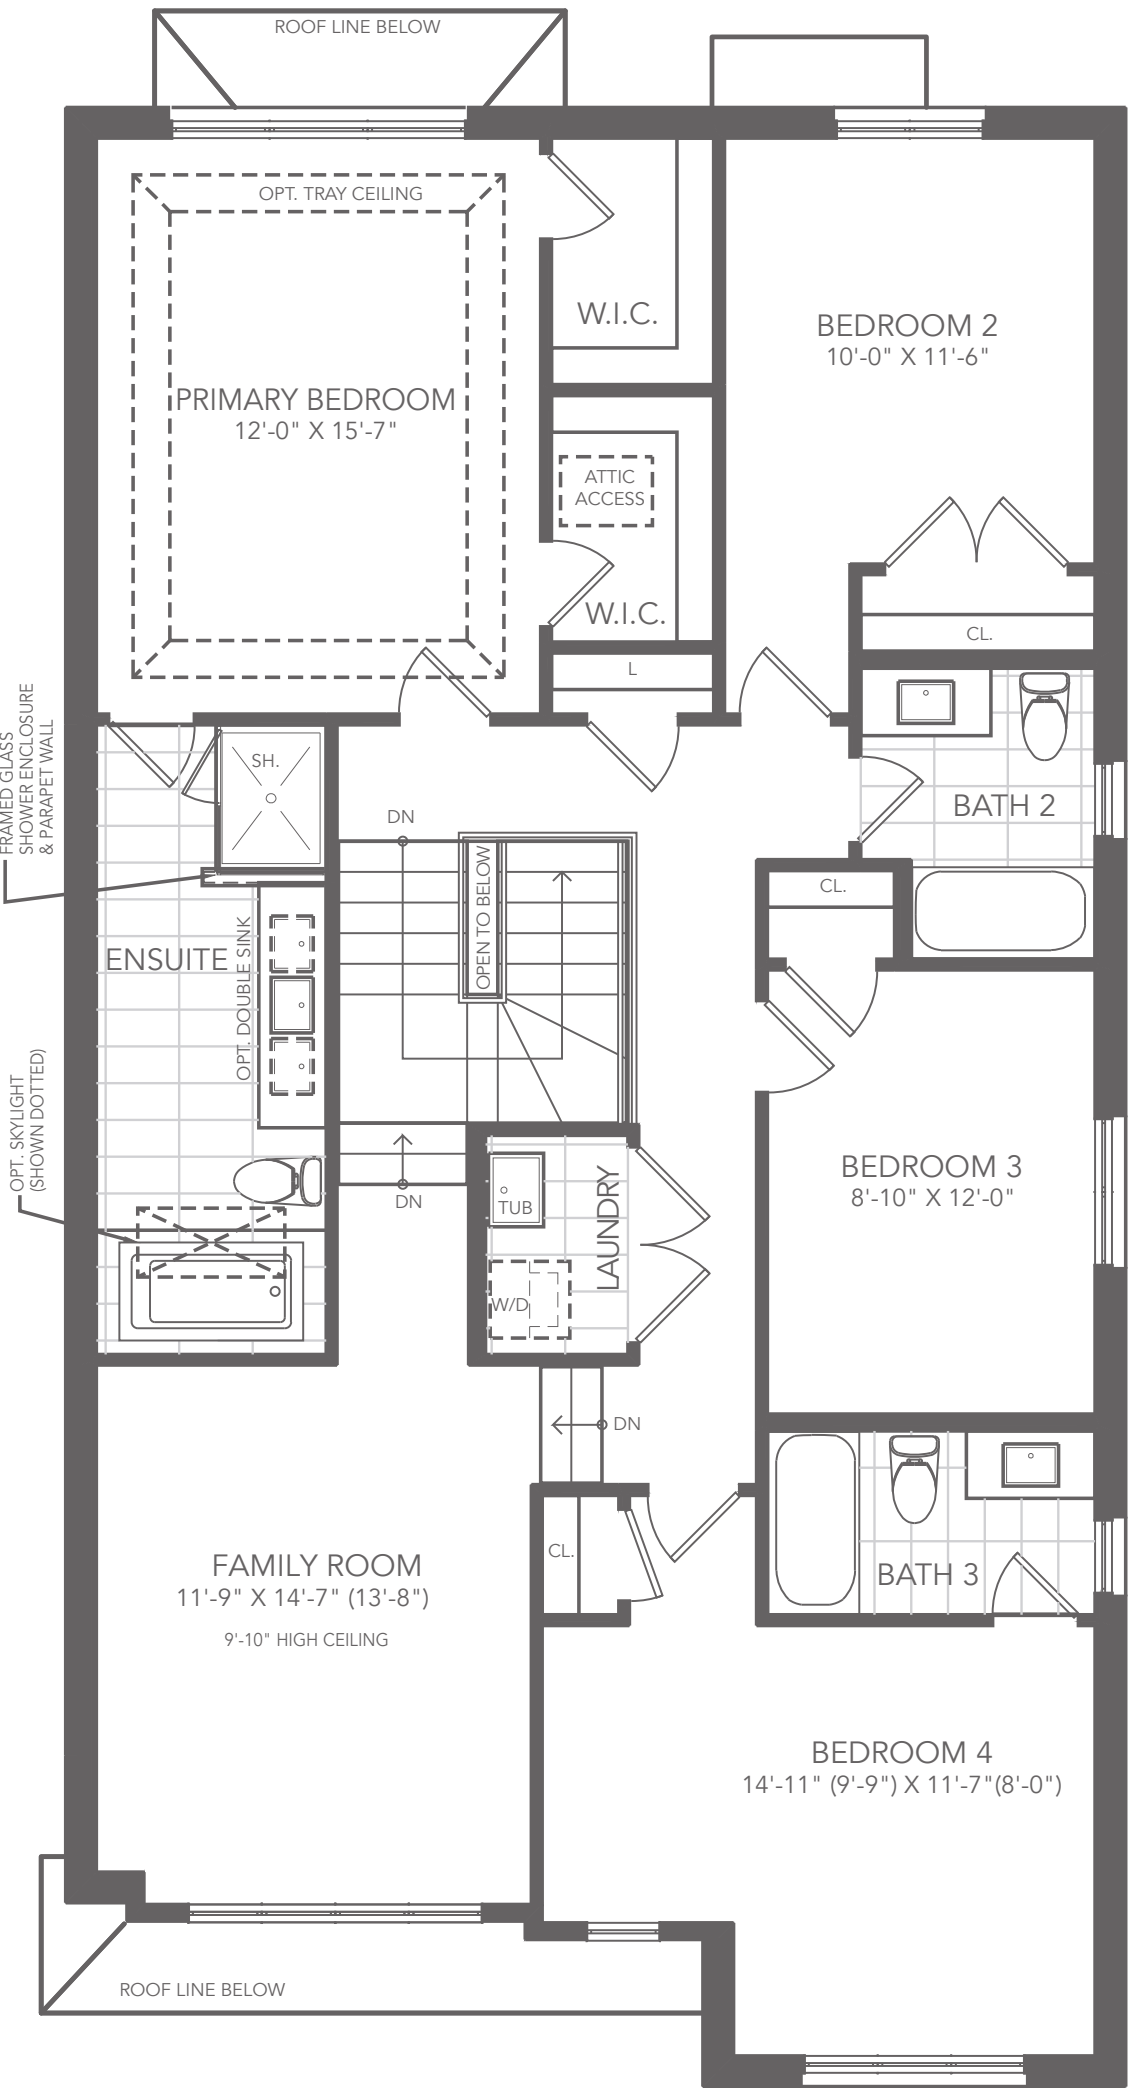 ROOF LINE BELOW
OPT. TRAY CEILING
W.I.C.
BEDROOM 2
10'-0" X 11'-6"
PRIMARY BEDROOM
12'-0" X 15'-7"
ATTIC
ACCESS
W.I.C.
CL.
L
FRAMED GLASS
SHOWER ENCLOSURE
& PARAPET WALL
SH.
DN
BATH 2
OPEN TO BELOW
CL.
ENSUITE
OPT. DOUBLE SINK
OPT. SKYLIGHT
(SHOWN DOTTED)
BEDROOM 3
8'-10" X 12'-0"
DN
TUB
LAUNDRY
W/D
DN
CL.
FAMILY ROOM
11'-9" X 14'-7" (13'-8")
9'-10" HIGH CEILING
BATH 3
BEDROOM 4
14'-11" (9'-9") X 11'-7"(8'-0")
ROOF LINE BELOW